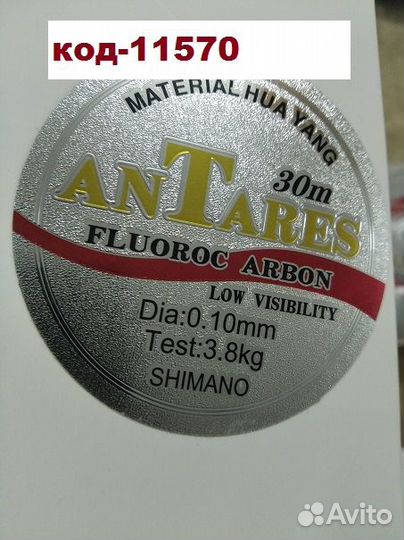 код-11570
MATERIAL HUA YANG
30m
ANTARES
FLUOROC ARBON
LOW VISIBILITY
Dia:0.10mm
Test:3.8kg
SHIMANO
Avito